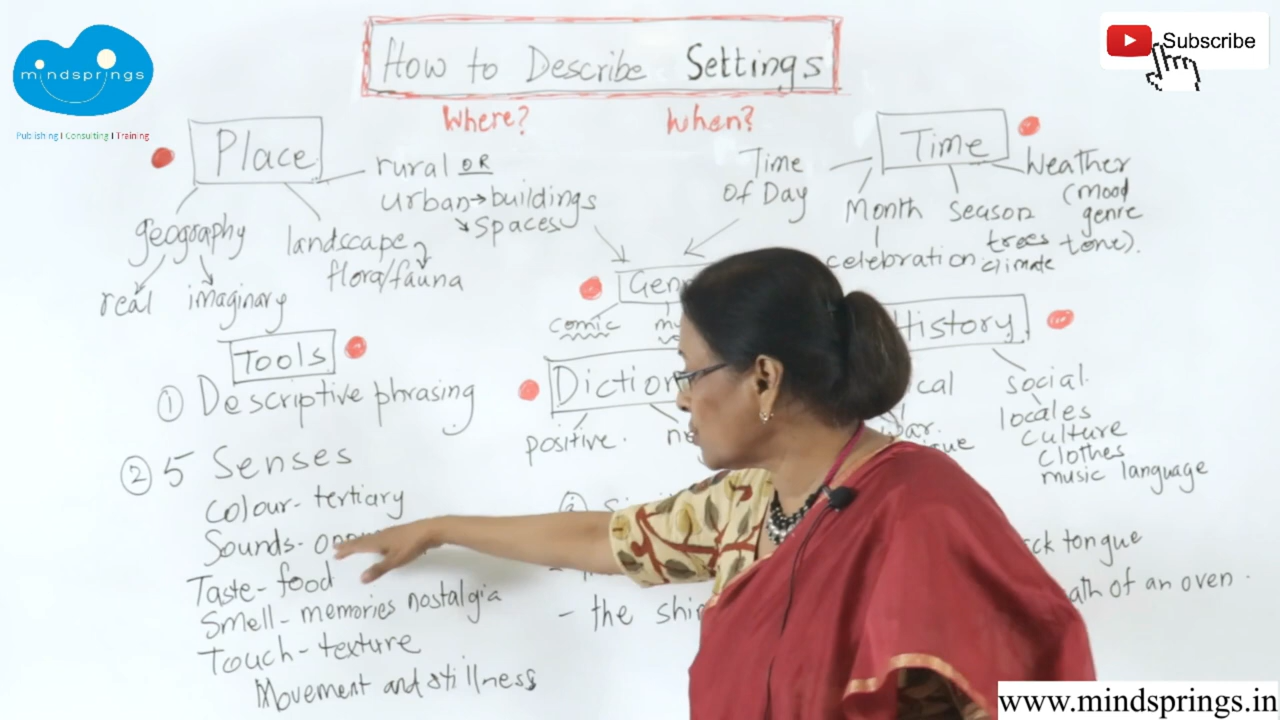 mindsprings
Publishing I Consulting I Training
Subscribe
How to Describe Settings
Where? When?
Place
rural OR
urban → buildings
spaces
geography
real imaginary
landscape
flora/fauna
Time
Time
of Day
Month
celebration
season
trees
climate
Weather
(mood
genre
tone).
comic
History
social.
locales
culture
clothes
music language
Tools
① Descriptive phrasing
② 5 Senses
Colour - tertiary
Sounds -
Taste - food
Smell - memories nostalgia
Touch - texture
Movement and stillness
Diction
positive.
tongue
- the
of an oven.
www.mindsprings.in